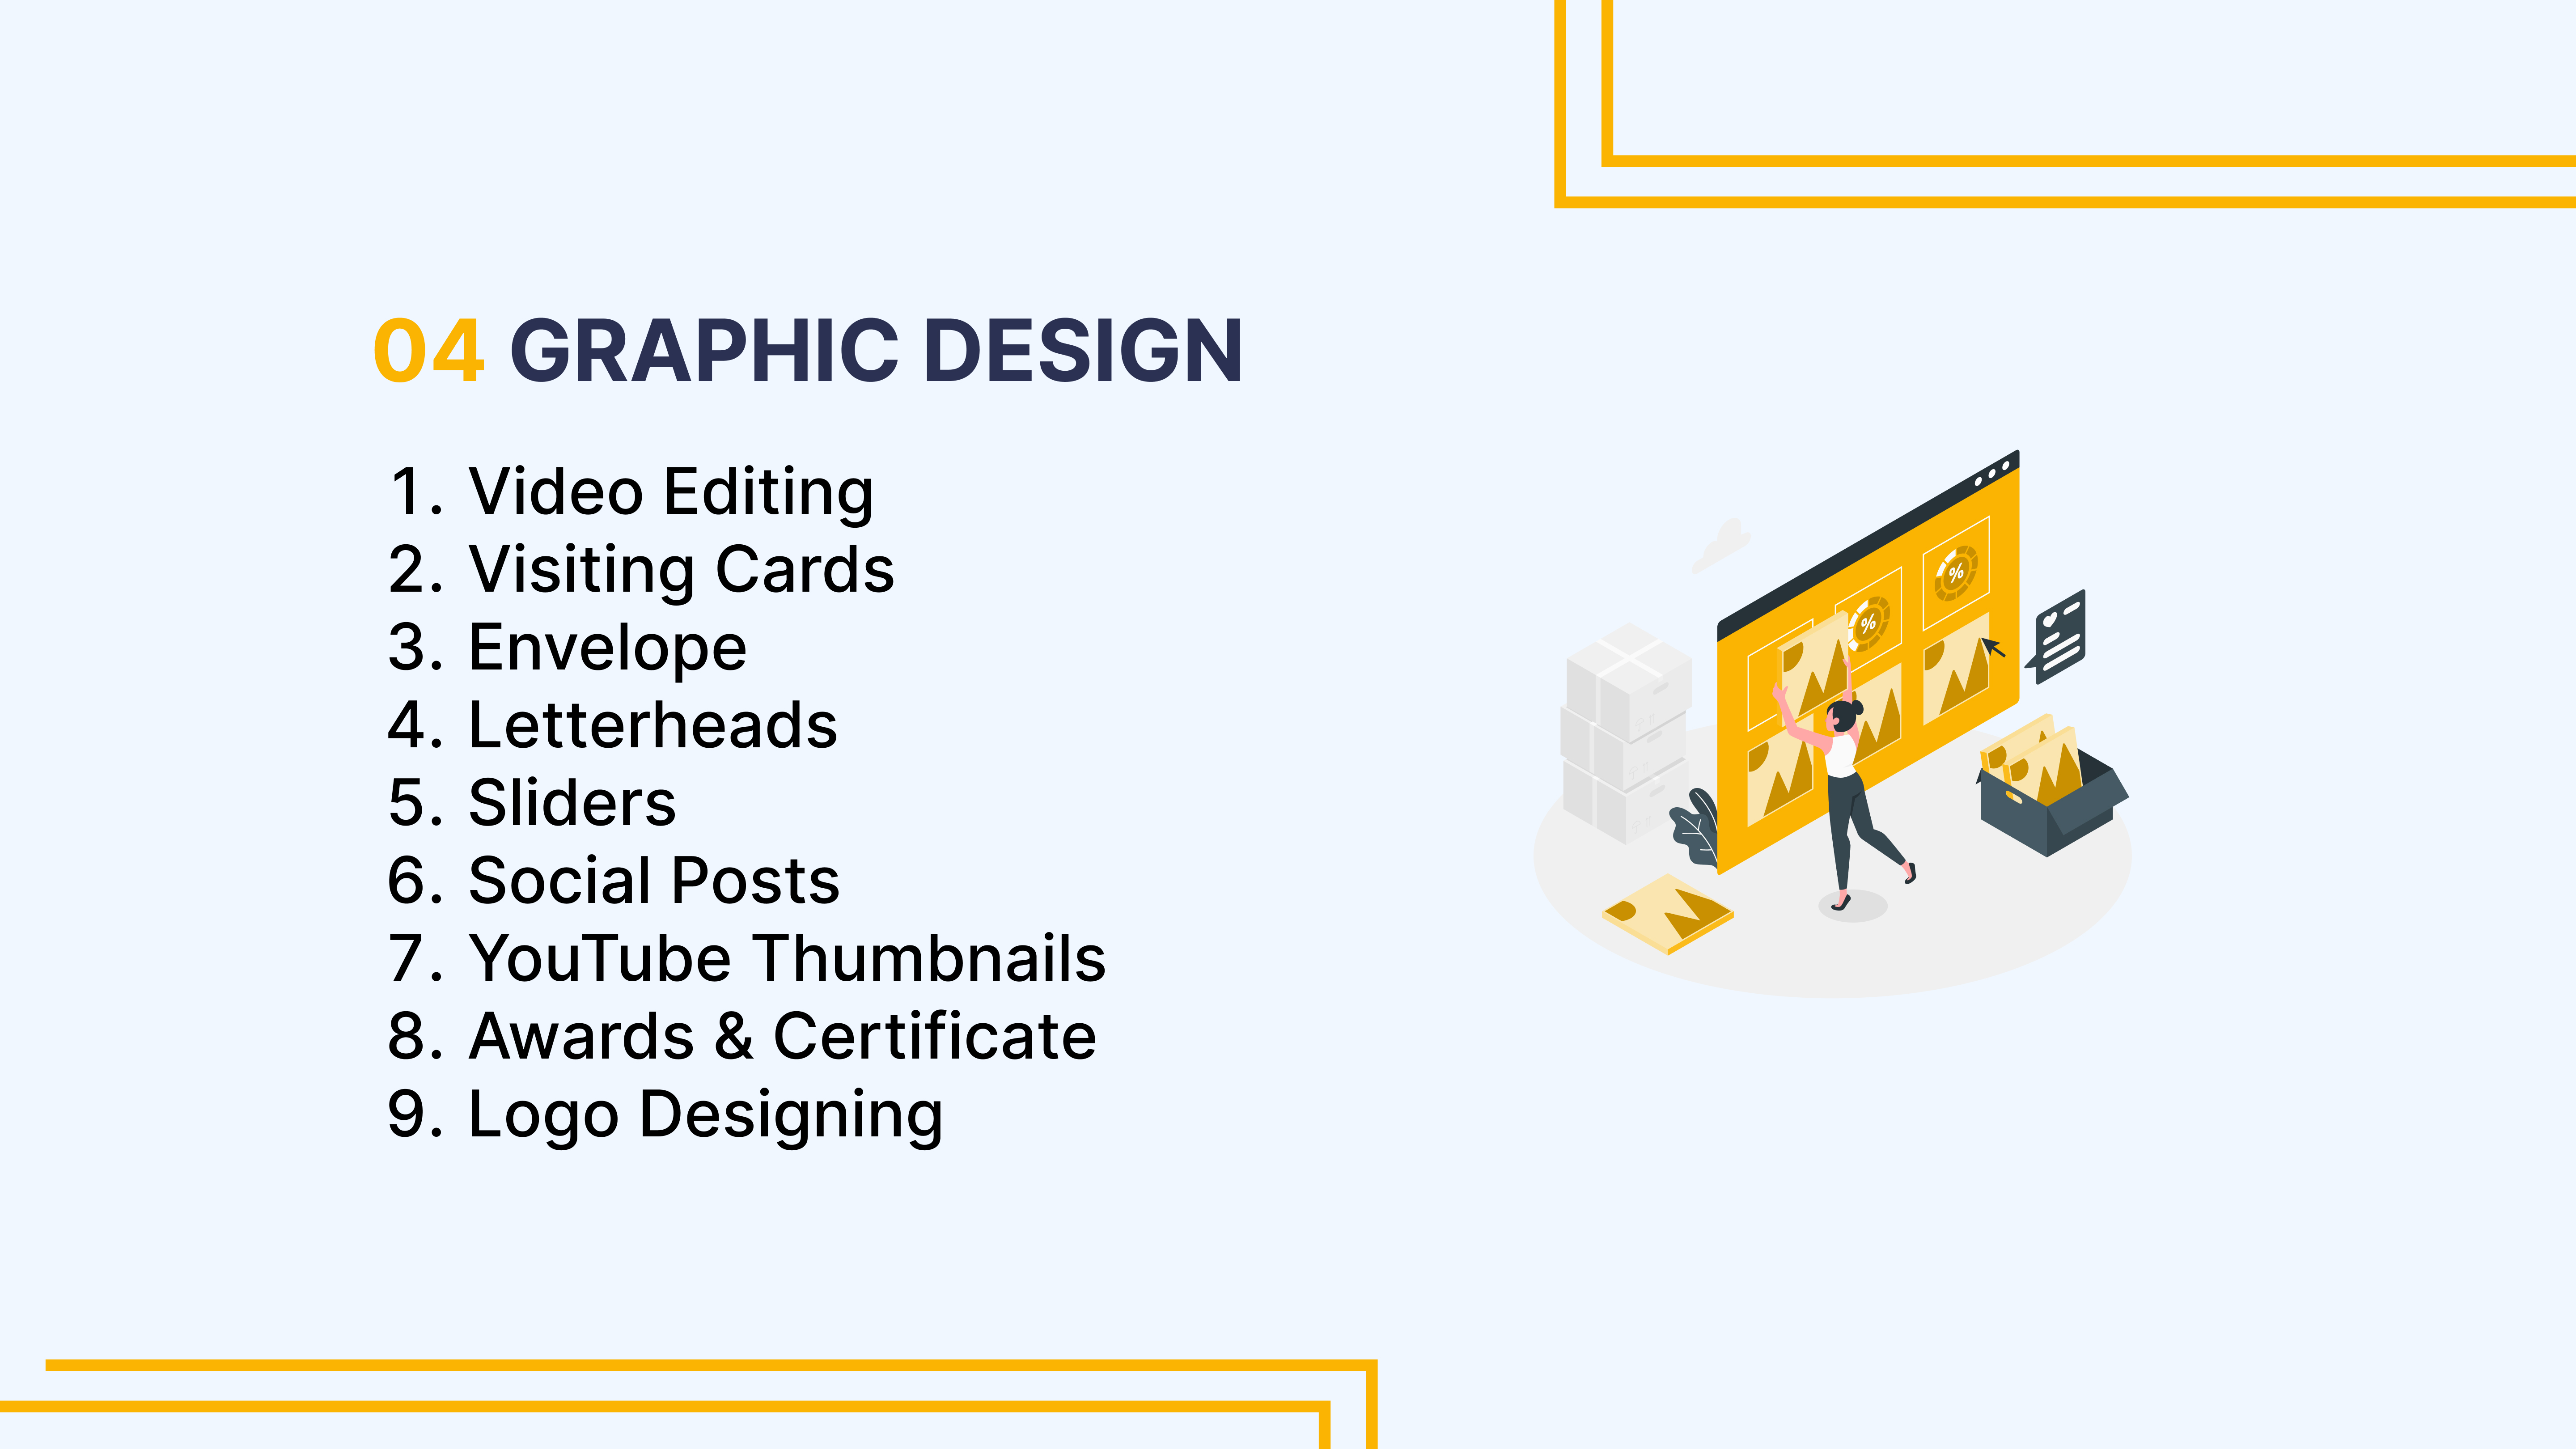 04 GRAPHIC DESIGN
1. Video Editing
2. Visiting Cards
3. Envelope
4. Letterheads
5. Sliders
6. Social Posts
7. YouTube Thumbnails
8. Awards & Certificate
9. Logo Designing
%
%